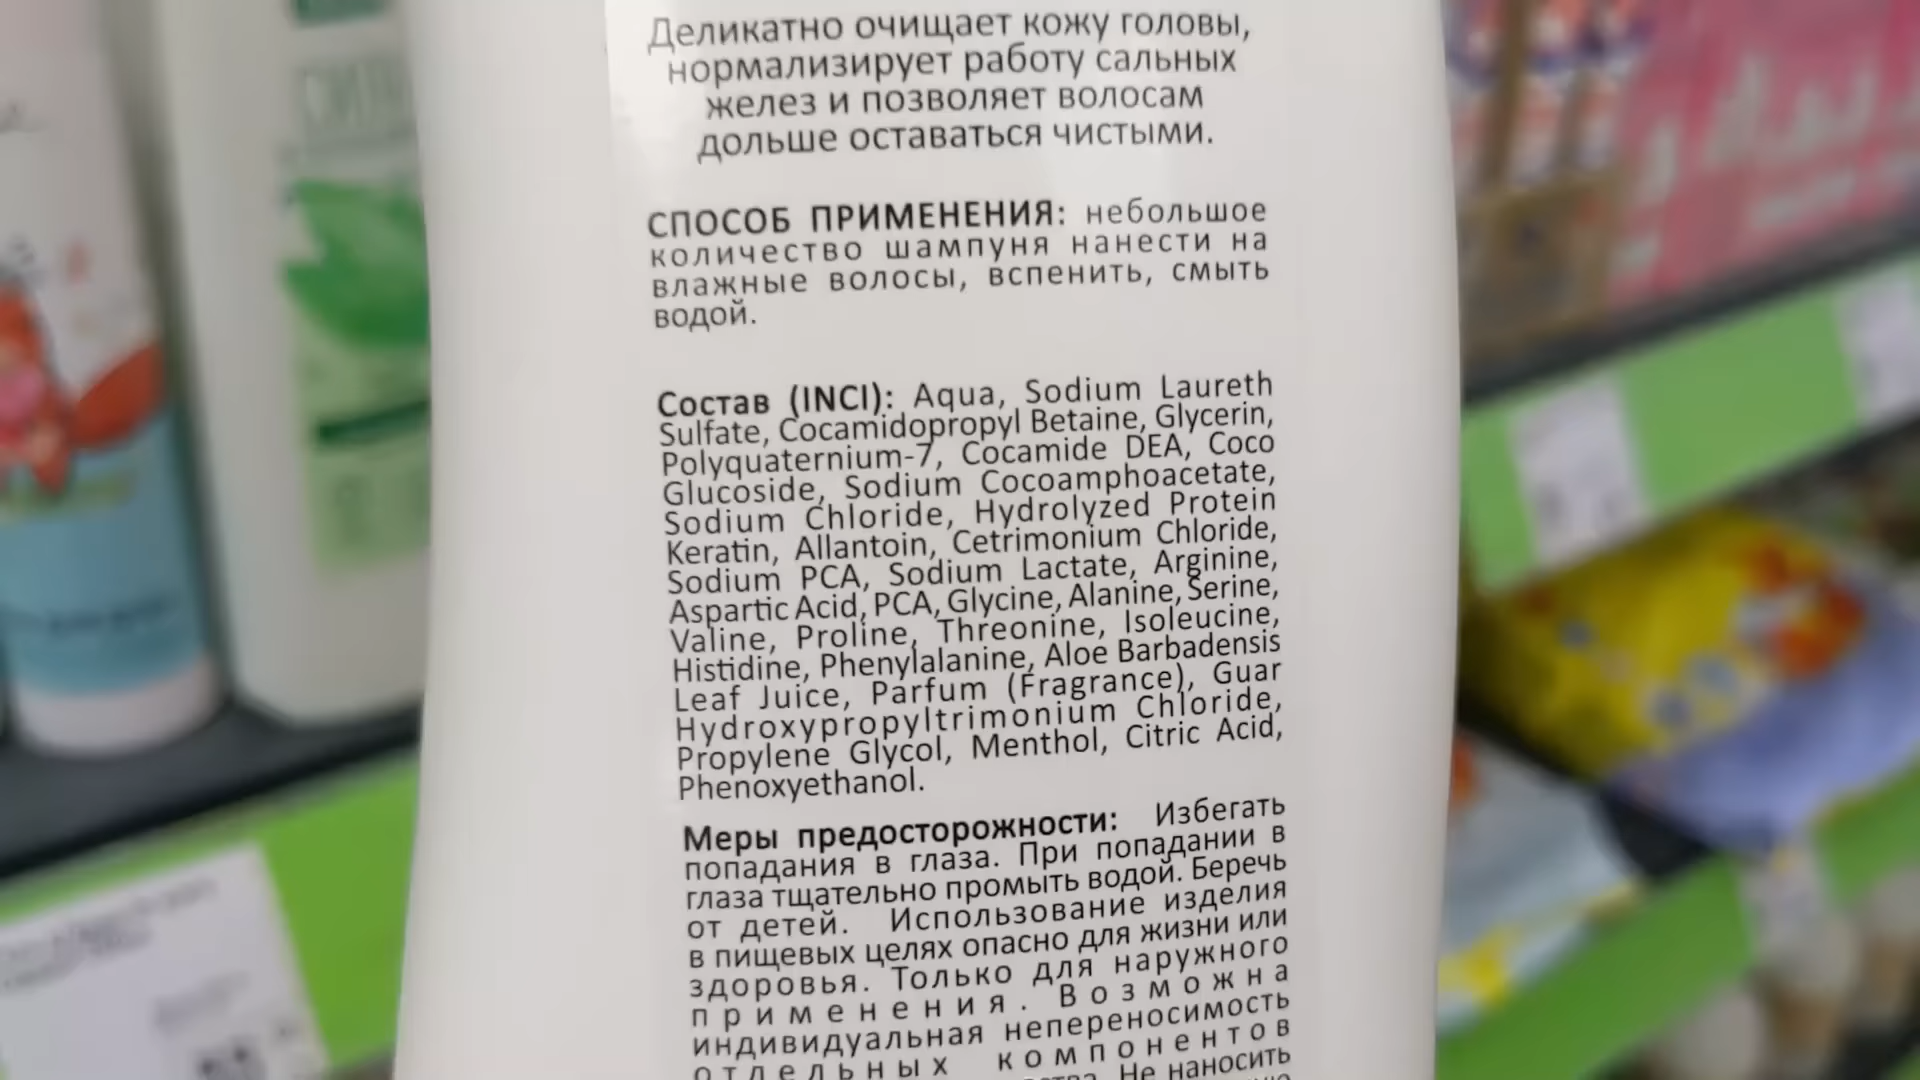 Деликатно очищает кожу головы,
нормализирует работу сальных
желез и позволяет волосам
дольше оставаться чистыми.
СПОСОБ ПРИМЕНЕНИЯ: небольшое
количество шампуня нанести на
влажные волосы, вспенить, смыть
водой.
Состав (INCI): Aqua, Sodium Laureth
Sulfate, Cocamidopropyl Betaine, Glycerin,
Polyquaternium-7, Cocamide DEA, Coco
Glucoside, Sodium Cocoamphoacetate,
Sodium Chloride, Hydrolyzed Protein
Keratin, Allantoin, Cetrimonium Chloride,
Sodium PCA, Sodium Lactate, Arginine,
Aspartic Acid, PCA, Glycine, Alanine, Serine,
Valine, Proline, Threonine, Isoleucine,
Histidine, Phenylalanine, Aloe Barbadensis
Leaf Juice, Parfum (Fragrance), Guar
Hydroxypropyltrimonium Chloride,
Propylene Glycol, Menthol, Citric Acid,
Phenoxyethanol.
Меры предосторожности: Избегать
попадания в глаза. При попадании в
глаза тщательно промыть водой. Беречь
от детей. Использование изделия
в пищевых целях опасно для жизни или
здоровья. Только для наружного
применения. Возможна
индивидуальная непереносимость
отдельных компонентов
Не наносить